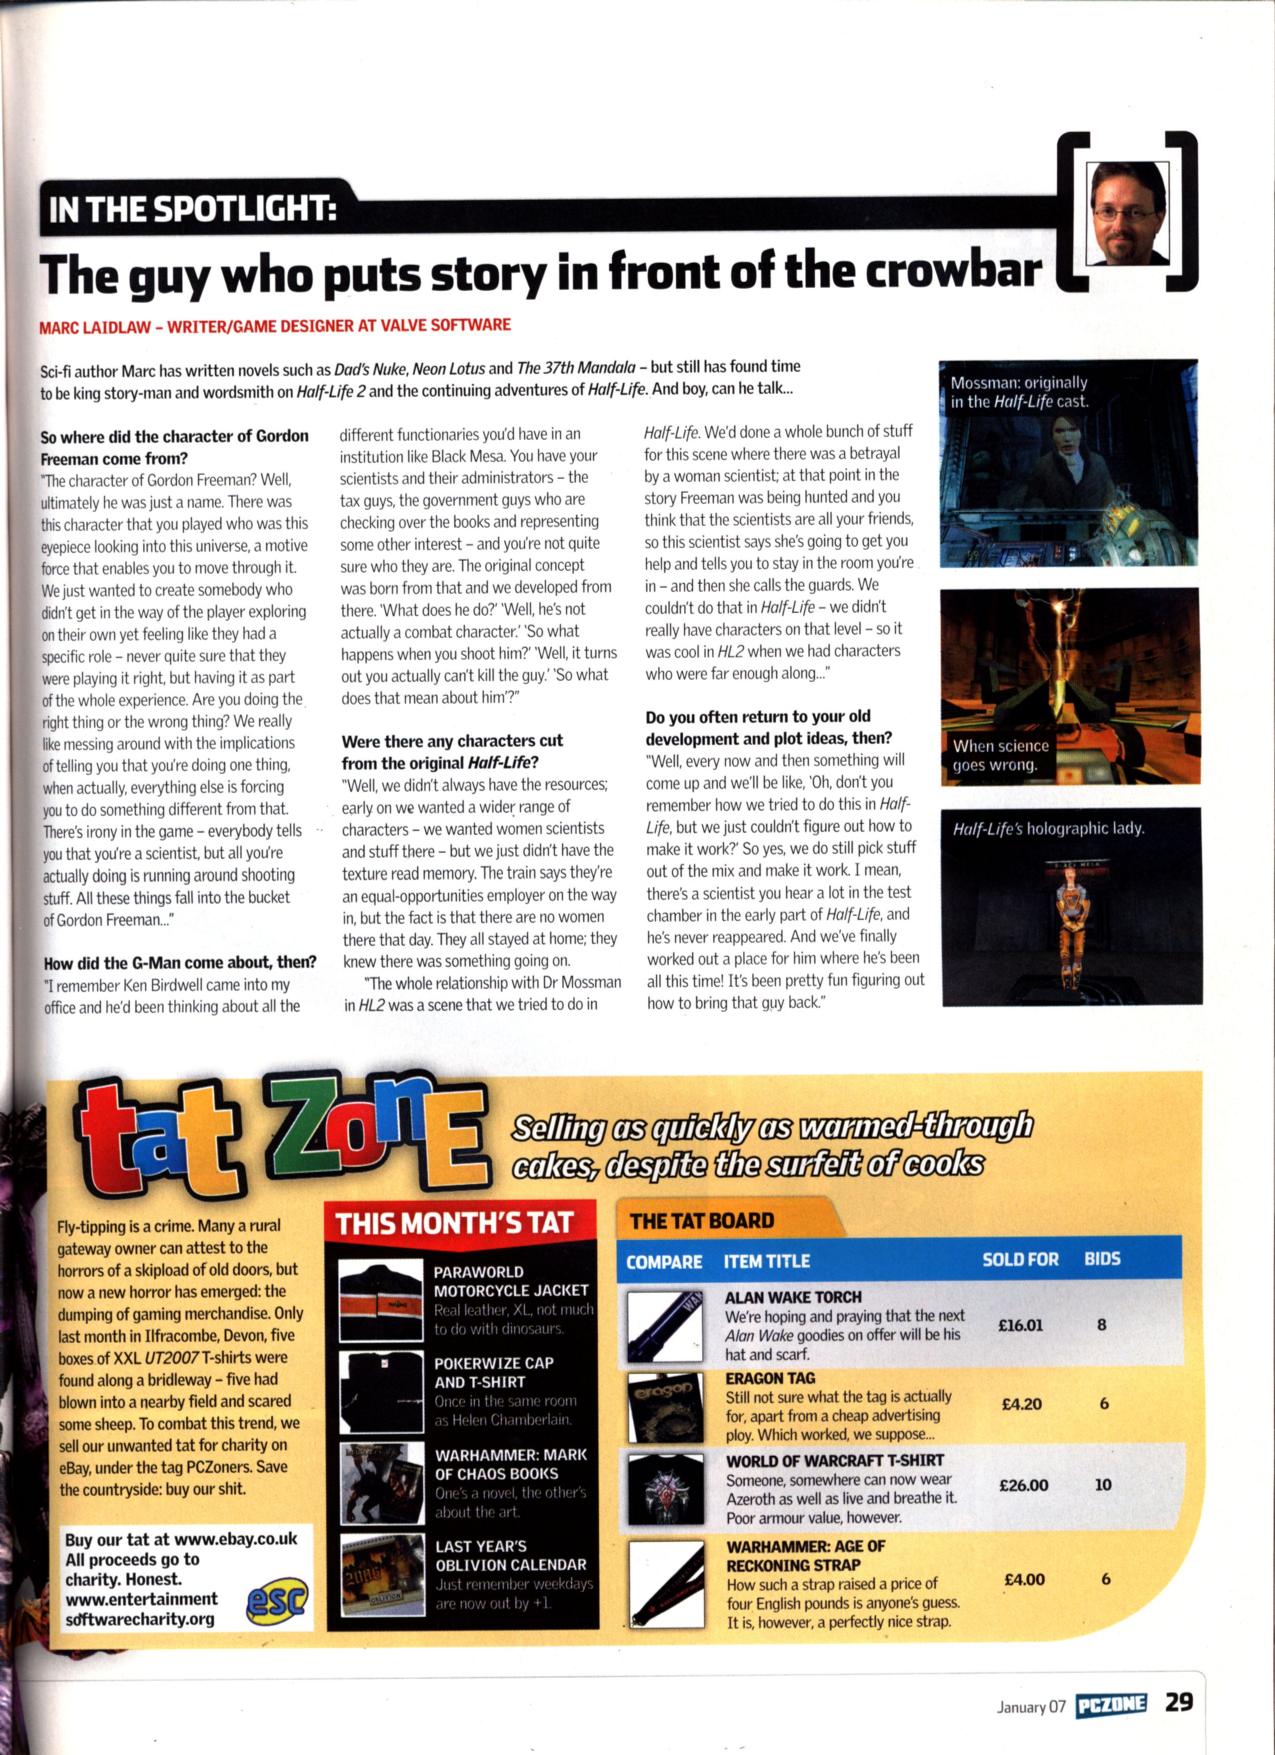 IN THE SPOTLIGHT:
The guy who puts story in front of the crowbar
MARC LAIDLAW – WRITER/GAME DESIGNER AT VALVE SOFTWARE
Sci-fi author Marc has written novels such as Dad's Nuke, Neon Lotus and The 37th Mandala – but still has found time
to be king story-man and wordsmith on Half-Life 2 and the continuing adventures of Half-Life. And boy, can he talk...
So where did the character of Gordon
Freeman come from?
"The character of Gordon Freeman? Well,
ultimately he was just a name. There was
this character that you played who was this
eyepiece looking into this universe, a motive
force that enables you to move through it.
We just wanted to create somebody who
didn't get in the way of the player exploring
on their own yet feeling like they had a
specific role – never quite sure that they
were playing it right, but having it as part
of the whole experience. Are you doing the
right thing or the wrong thing? We really
like messing around with the implications
of telling you that you're doing one thing,
when actually, everything else is forcing
you to do something different from that.
There's irony in the game – everybody tells
you that you're a scientist, but all you're
actually doing is running around shooting
stuff. All these things fall into the bucket
of Gordon Freeman..."
How did the G-Man come about, then?
"I remember Ken Birdwell came into my
office and he'd been thinking about all the
different functionaries you'd have in an
institution like Black Mesa. You have your
scientists and their administrators – the
tax guys, the government guys who are
checking over the books and representing
some other interest – and you're not quite
sure who they are. The original concept
was born from that and we developed from
there. 'What does he do?' 'Well, he's not
actually a combat character.' 'So what
happens when you shoot him?' 'Well, it turns
out you actually can't kill the guy.' 'So what
does that mean about him'?"
Were there any characters cut
from the original Half-Life?
"Well, we didn't always have the resources;
early on we wanted a wider range of
characters – we wanted women scientists
and stuff there – but we just didn't have the
texture read memory. The train says they're
an equal-opportunities employer on the way
in, but the fact is that there are no women
there that day. They all stayed at home; they
knew there was something going on.
"The whole relationship with Dr Mossman
in HL2 was a scene that we tried to do in
Half-Life. We'd done a whole bunch of stuff
for this scene where there was a betrayal
by a woman scientist; at that point in the
story Freeman was being hunted and you
think that the scientists are all your friends,
so this scientist says she's going to get you
help and tells you to stay in the room you're
in – and then she calls the guards. We
couldn't do that in Half-Life – we didn't
really have characters on that level – so it
was cool in HL2 when we had characters
who were far enough along..."
Do you often return to your old
development and plot ideas, then?
"Well, every now and then something will
come up and we'll be like, 'Oh, don't you
remember how we tried to do this in Half-
Life, but we just couldn't figure out how to
make it work?' So yes, we do still pick stuff
out of the mix and make it work. I mean,
there's a scientist you hear a lot in the test
chamber in the early part of Half-Life, and
he's never reappeared. And we've finally
worked out a place for him where he's been
all this time! It's been pretty fun figuring out
how to bring that guy back."
Mossman: originally
in the Half-Life cast.
When science
goes wrong.
Half-Life's holographic lady.
BLACK MESA
tat ZonE
Selling as quickly as warmed-through
cakes, despite the surfeit of cooks
Fly-tipping is a crime. Many a rural
gateway owner can attest to the
horrors of a skipload of old doors, but
now a new horror has emerged: the
dumping of gaming merchandise. Only
last month in Ilfracombe, Devon, five
boxes of XXL UT2007 T-shirts were
found along a bridleway – five had
blown into a nearby field and scared
some sheep. To combat this trend, we
sell our unwanted tat for charity on
eBay, under the tag PCZoners. Save
the countryside: buy our shit.
Buy our tat at www.ebay.co.uk
All proceeds go to
charity. Honest.
www.entertainment
softwarecharity.org
esc
THIS MONTH'S TAT
PARAWORLD
MOTORCYCLE JACKET
Real leather, XL, not much
to do with dinosaurs.
POKERWIZE CAP
AND T-SHIRT
Once in the same room
as Helen Chamberlain.
WARHAMMER: MARK
OF CHAOS BOOKS
One's a novel, the other's
about the art.
LAST YEAR'S
OBLIVION CALENDAR
Just remember weekdays
are now out by +1.
2006
OBLIVION
THE TAT BOARD
COMPARE ITEM TITLE SOLD FOR BIDS
WA
ALAN WAKE TORCH
We're hoping and praying that the next
Alan Wake goodies on offer will be his
hat and scarf.
£16.01 8
eragon
ERAGON TAG
Still not sure what the tag is actually
for, apart from a cheap advertising
ploy. Which worked, we suppose...
£4.20 6
WORLD OF WARCRAFT T-SHIRT
Someone, somewhere can now wear
Azeroth as well as live and breathe it.
Poor armour value, however.
£26.00 10
WARHAMMER: AGE OF
RECKONING STRAP
How such a strap raised a price of
four English pounds is anyone's guess.
It is, however, a perfectly nice strap.
£4.00 6
January 07 PCZONE 29